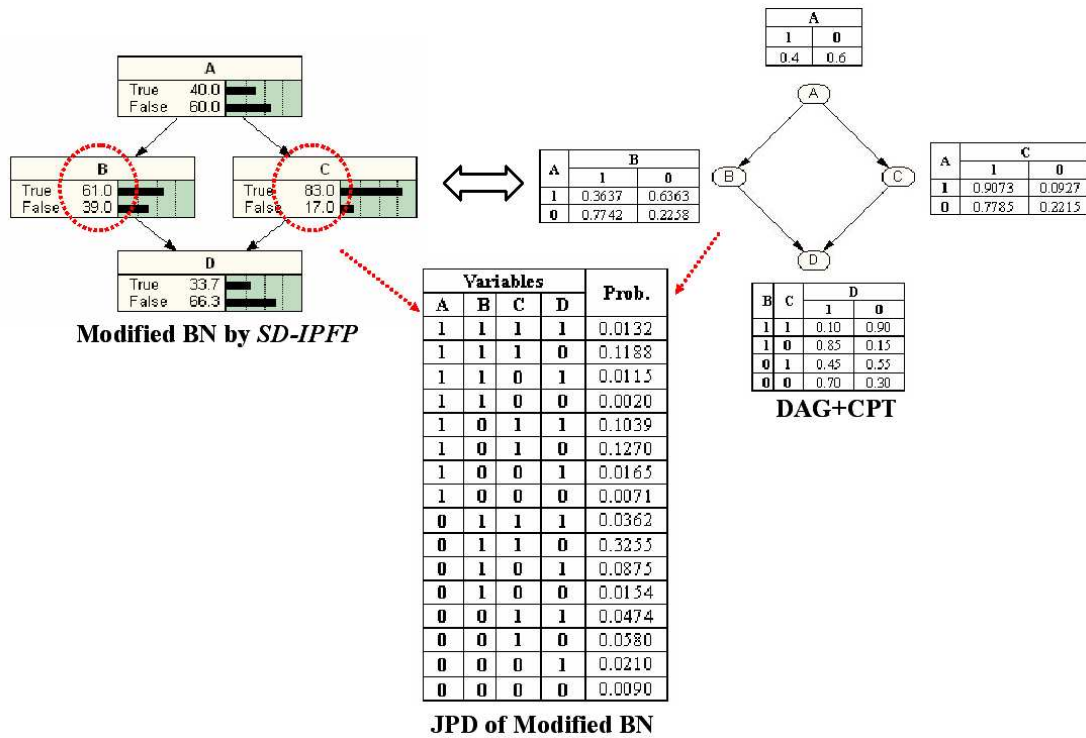 A
True 40.0
False 60.0
B
True 61.0
False 39.0
C
True 83.0
False 17.0
D
True 33.7
False 66.3
Modified BN by SD-IPFP
A
1 0
0.4 0.6
A
B
C
D
A B
1 0
1 0.3637 0.6363
0 0.7742 0.2258
A C
1 0
1 0.9073 0.0927
0 0.7785 0.2215
B C D
1 0
1 1 0.10 0.90
1 0 0.85 0.15
0 1 0.45 0.55
0 0 0.70 0.30
DAG+CPT
Variables Prob.
A B C D
1 1 1 1 0.0132
1 1 1 0 0.1188
1 1 0 1 0.0115
1 1 0 0 0.0020
1 0 1 1 0.1039
1 0 1 0 0.1270
1 0 0 1 0.0165
1 0 0 0 0.0071
0 1 1 1 0.0362
0 1 1 0 0.3255
0 1 0 1 0.0875
0 1 0 0 0.0154
0 0 1 1 0.0474
0 0 1 0 0.0580
0 0 0 1 0.0210
0 0 0 0 0.0090
JPD of Modified BN